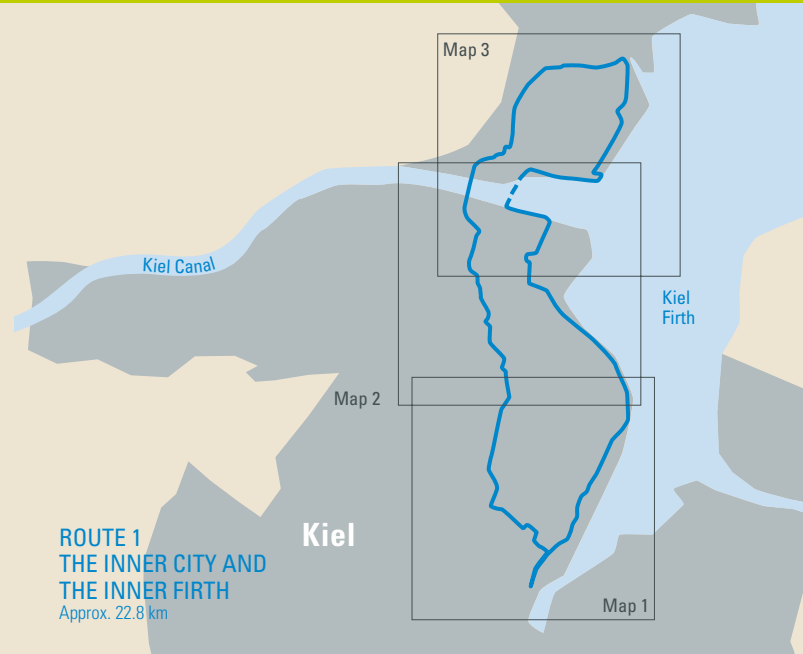 Map 3
Kiel Canal
Kiel
Firth
Map 2
Kiel
ROUTE 1
THE INNER CITY AND
THE INNER FIRTH
Approx. 22.8 km
Map 1